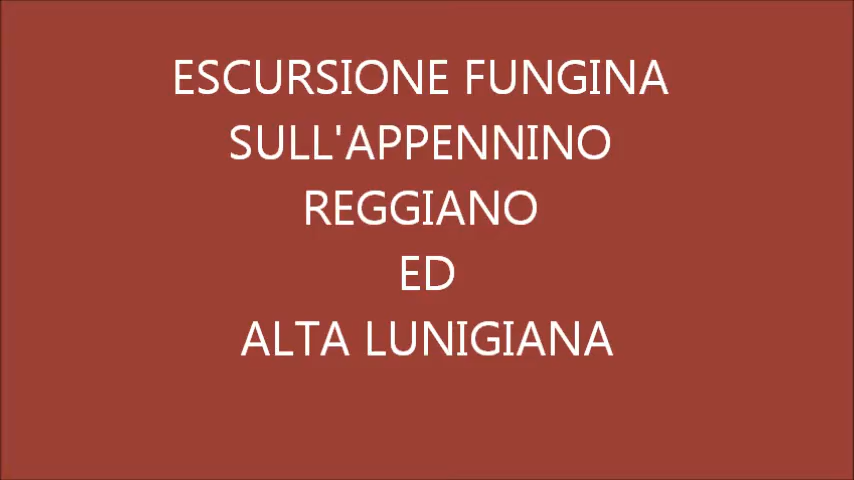 ESCURSIONE FUNGINA
SULL'APPENNINO
REGGIANO
ED
ALTA LUNIGIANA